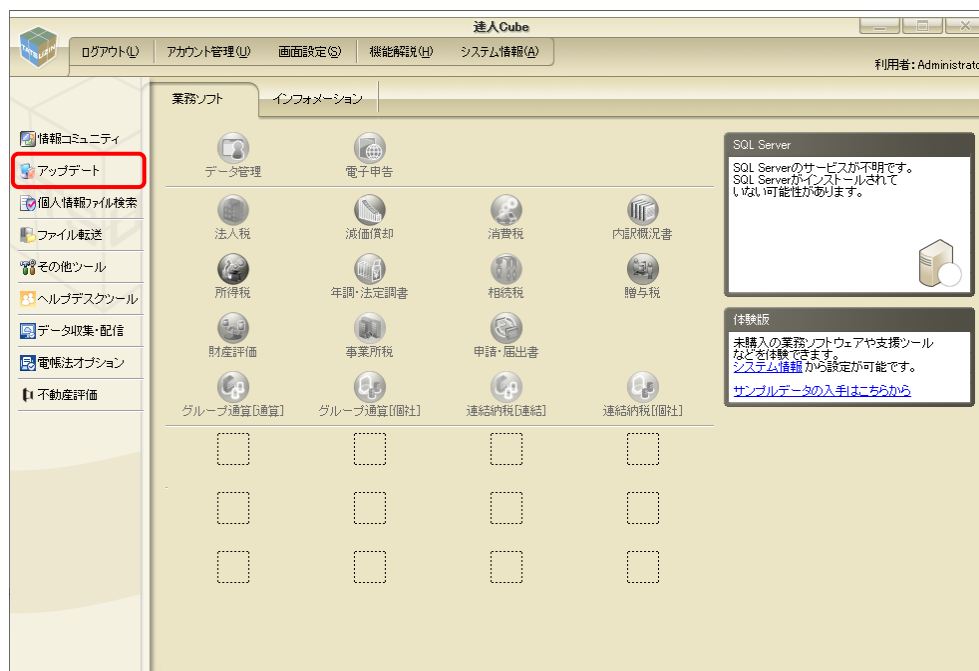 達人Cube
TATSUZIN
ログアウト(L) アカウント管理(U) 画面設定(S) 機能解説(H) システム情報(A)
利用者：Administrato
業務ソフト インフォメーション
情報コミュニティ
アップデート
個人情報ファイル検索
ファイル転送
その他ツール
ヘルプデスクツール
データ収集・配信
電帳法オプション
不動産評価
データ管理 電子申告
法人税 減価償却 消費税 内訳概況書
所得税 年調・法定調書 相続税 贈与税
財産評価 事業所税 申請・届出書
グループ通算[通算] グループ通算[個社] 連結納税[連結] 連結納税[個社]
SQL Server
SQL Serverのサービスが不明です。
SQL Serverがインストールされて
いない可能性があります。
体験版
未購入の業務ソフトウェアや支援ツール
などを体験できます。
システム情報から設定が可能です。
サンプルデータの入手はこちらから